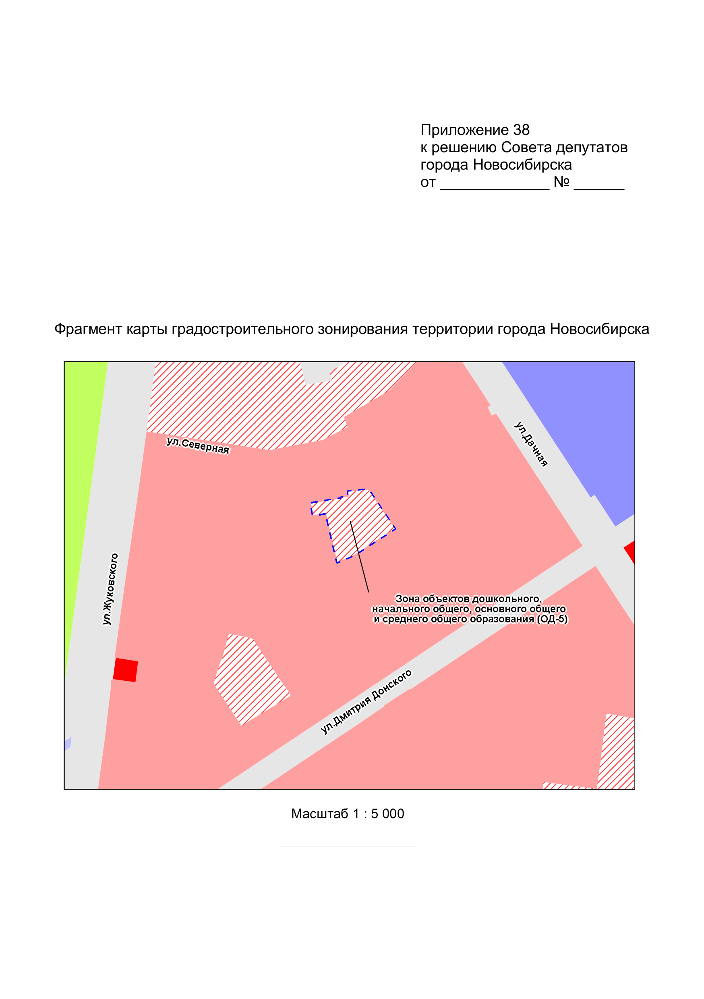 Приложение 38
к решению Совета депутатов
города Новосибирска
от _____________ № ______
Фрагмент карты градостроительного зонирования территории города Новосибирска
ул.Северная
ул.Дачная
ул.Жуковского
Зона объектов дошкольного,
начального общего, основного общего
и среднего общего образования (ОД-5)
ул.Дмитрия Донского
Масштаб 1 : 5 000